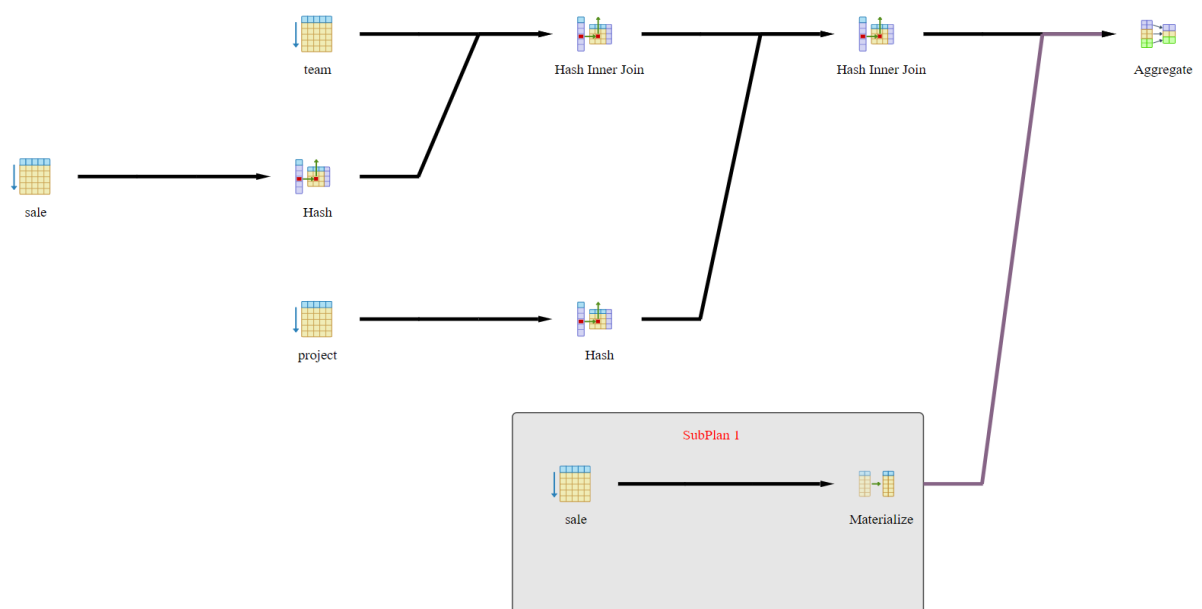 team
Hash Inner Join
Hash Inner Join
Aggregate
sale
Hash
project
Hash
SubPlan 1
sale
Materialize